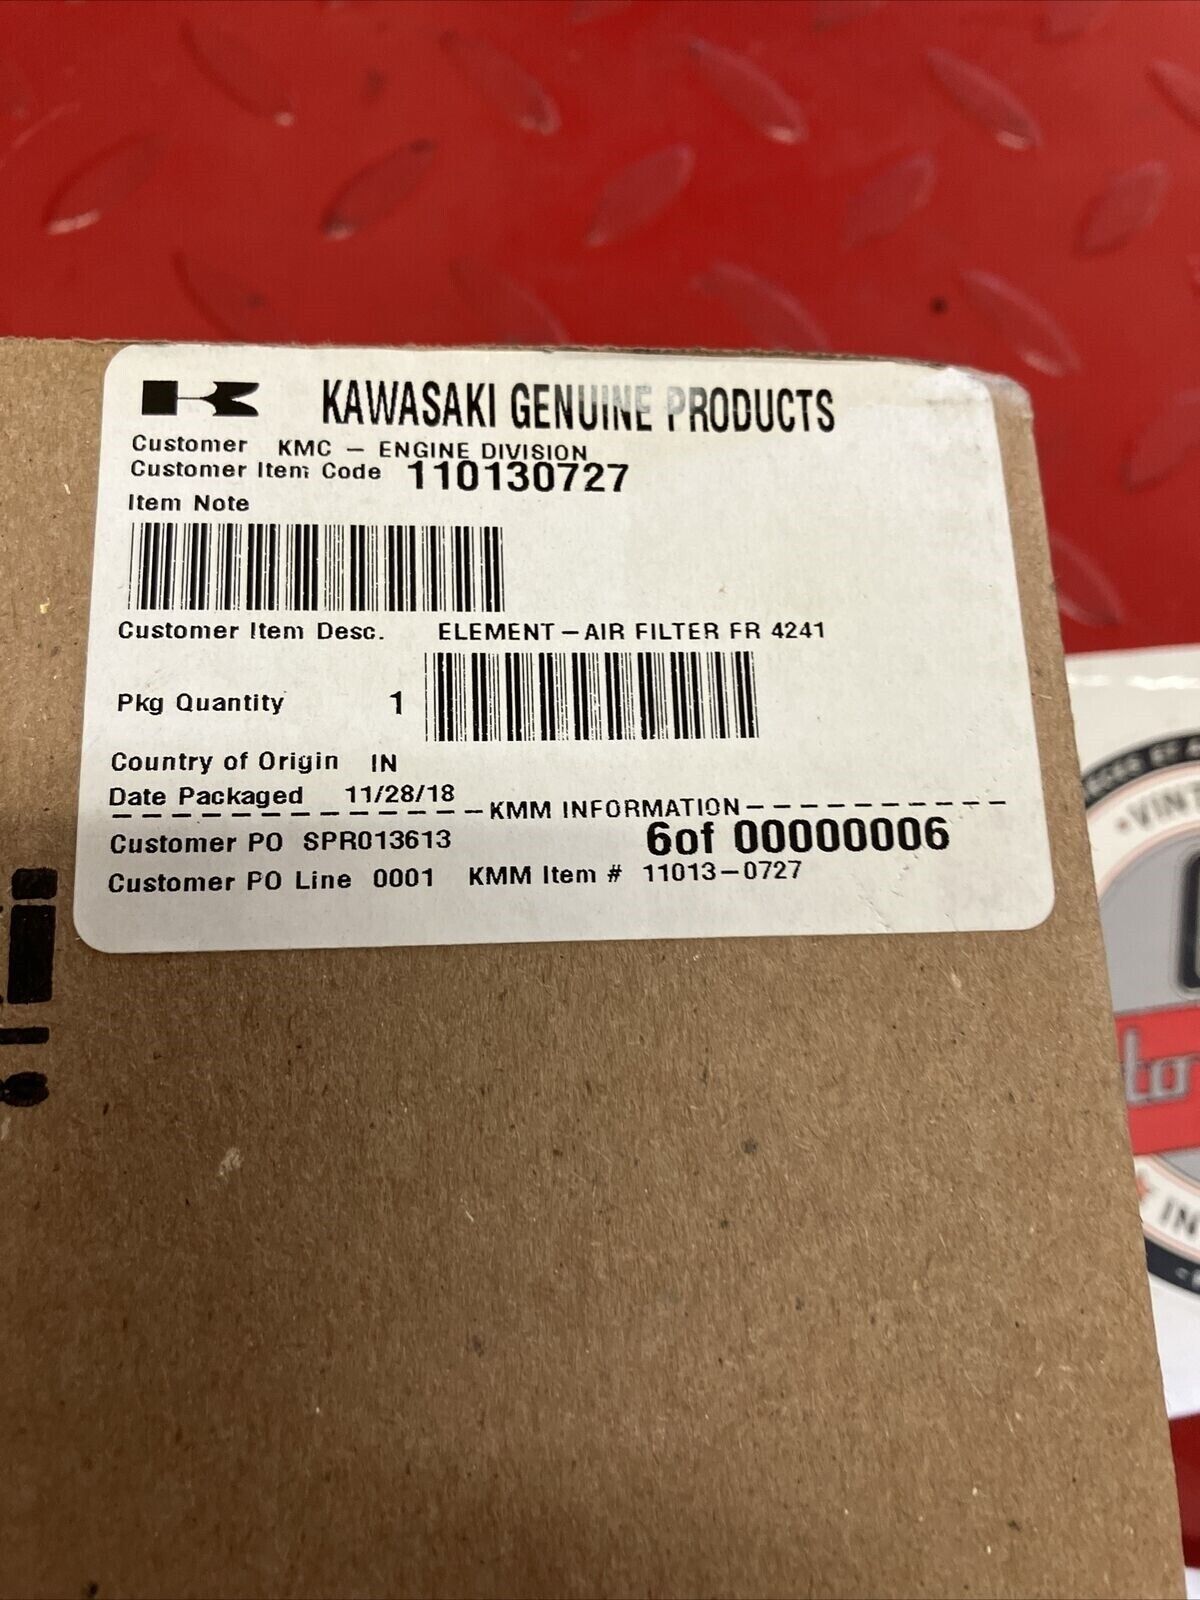 KAWASAKI GENUINE PRODUCTS
Customer KMC - ENGINE DIVISION
Customer Item Code 110130727
Item Note
Customer Item Desc. ELEMENT-AIR FILTER FR 4241
Pkg Quantity 1
Country of Origin IN
Date Packaged 11/28/18
KMM INFORMATION
Customer PO SPR013613 6of 00000006
Customer PO Line 0001 KMM Item # 11013-0727